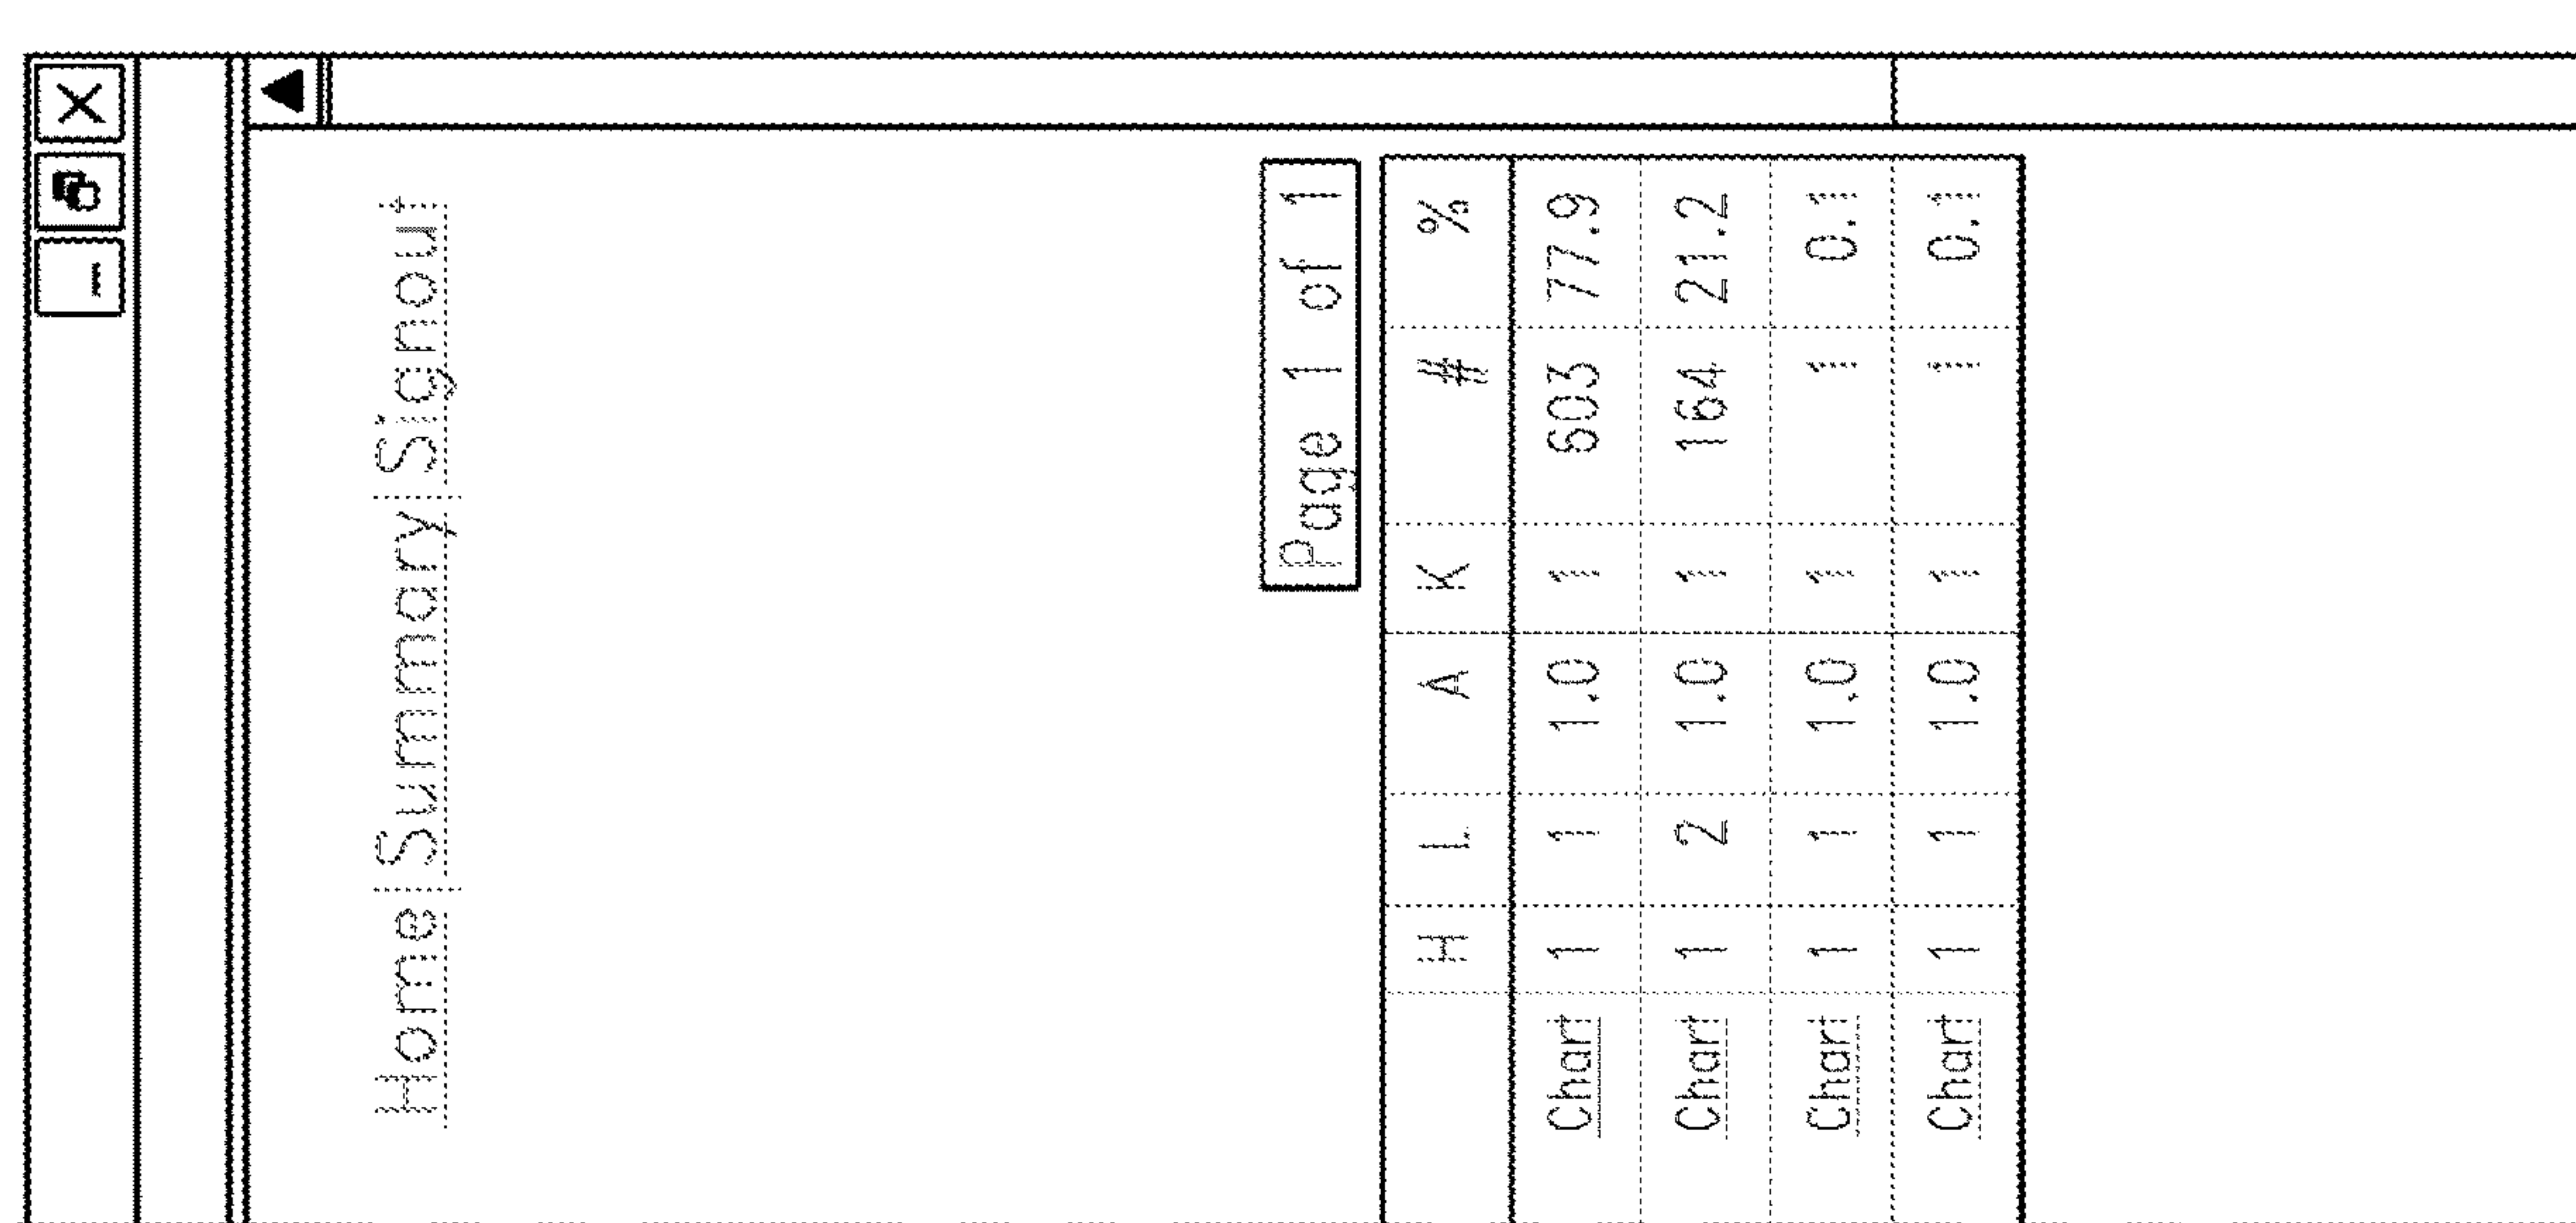 Home Summary Signout
Page 1 of 1
H L A K # %
Chart 1 1 1.0 1 603 77.9
Chart 1 2 1.0 1 164 21.2
Chart 1 1 1.0 1 1 0.1
Chart 1 1 1.0 1 1 0.1